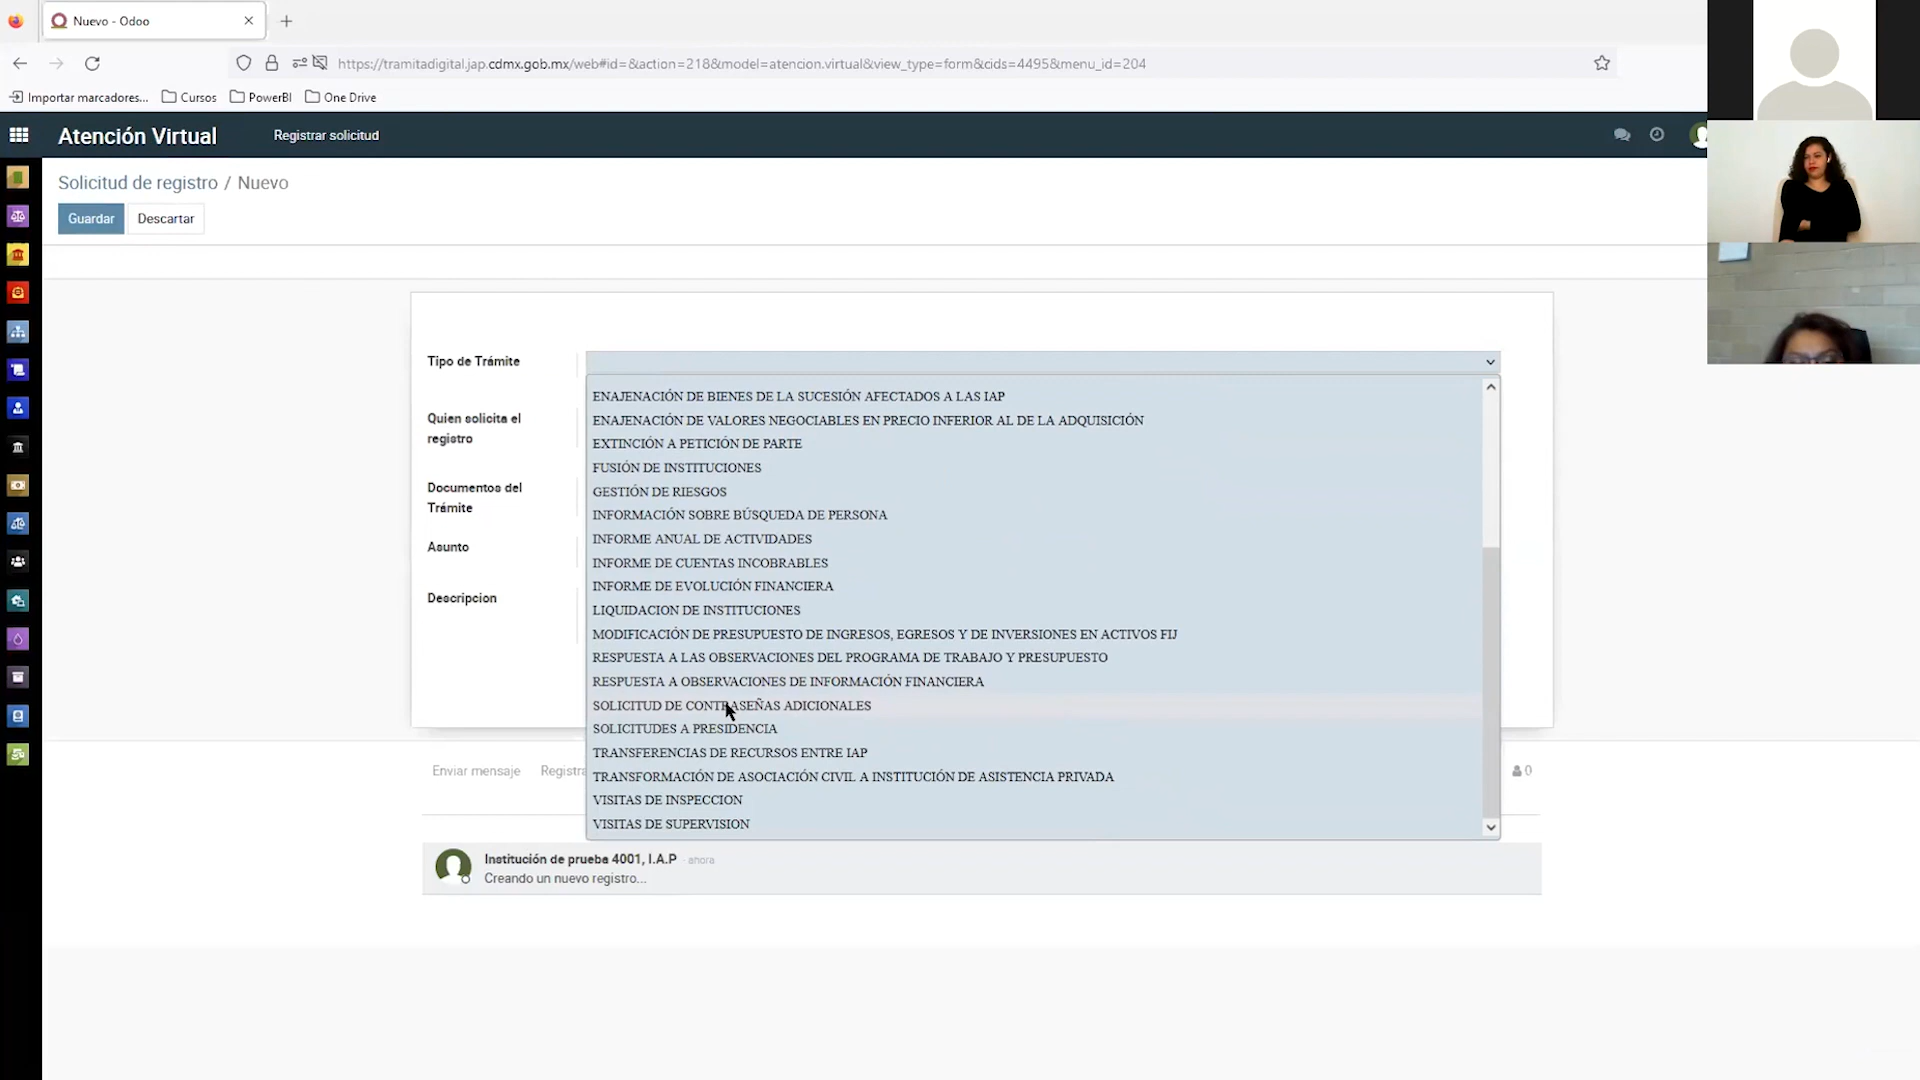 Nuevo - Odoo
https://tramitadigital.jap.cdmx.gob.mx/web#id=&action=218&model=atencion.virtual&view_type=form&cids=4495&menu_id=204
Importar marcadores... Cursos PowerBI One Drive
Atención Virtual Registrar solicitud
Solicitud de registro / Nuevo
Guardar Descartar
Tipo de Trámite
ENAJENACIÓN DE BIENES DE LA SUCESIÓN AFECTADOS A LAS IAP
ENAJENACIÓN DE VALORES NEGOCIABLES EN PRECIO INFERIOR AL DE LA ADQUISICIÓN
EXTINCIÓN A PETICIÓN DE PARTE
FUSIÓN DE INSTITUCIONES
GESTIÓN DE RIESGOS
INFORMACIÓN SOBRE BÚSQUEDA DE PERSONA
INFORME ANUAL DE ACTIVIDADES
INFORME DE CUENTAS INCOBRABLES
INFORME DE EVOLUCIÓN FINANCIERA
LIQUIDACION DE INSTITUCIONES
MODIFICACIÓN DE PRESUPUESTO DE INGRESOS, EGRESOS Y DE INVERSIONES EN ACTIVOS FIJ
RESPUESTA A LAS OBSERVACIONES DEL PROGRAMA DE TRABAJO Y PRESUPUESTO
RESPUESTA A OBSERVACIONES DE INFORMACIÓN FINANCIERA
SOLICITUD DE CONTRASEÑAS ADICIONALES
SOLICITUDES A PRESIDENCIA
TRANSFERENCIAS DE RECURSOS ENTRE IAP
TRANSFORMACIÓN DE ASOCIACIÓN CIVIL A INSTITUCIÓN DE ASISTENCIA PRIVADA
VISITAS DE INSPECCION
VISITAS DE SUPERVISION
Quien solicita el
registro
Documentos del
Trámite
Asunto
Descripcion
Enviar mensaje Registra 0
Institución de prueba 4001, I.A.P - ahora
Creando un nuevo registro...